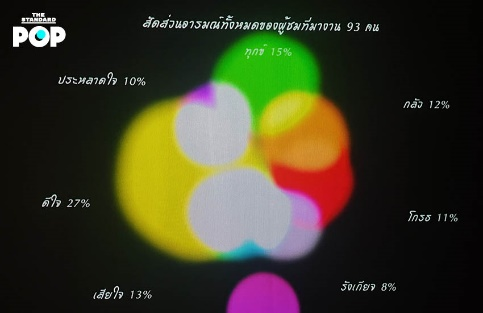 THE STANDARD
POP
สัดส่วนอารมณ์ทั้งหมดของผู้ชมที่มางาน 93 คน
ทุกข์ 15%
ประหลาดใจ 10%
กลัว 12%
ดีใจ 27%
โกรธ 11%
รังเกียจ 8%
เสียใจ 13%